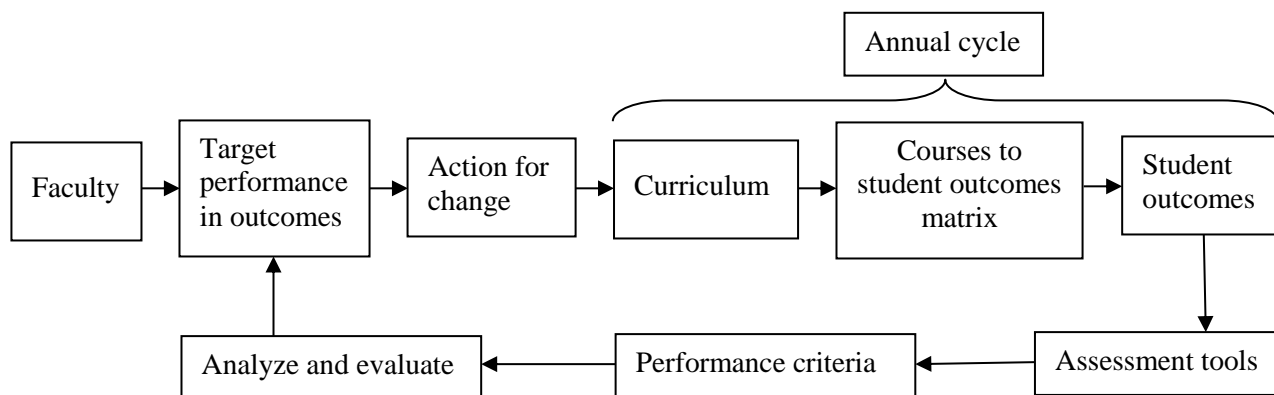 Annual cycle
Faculty
Target
performance
in outcomes
Action for
change
Curriculum
Courses to
student outcomes
matrix
Student
outcomes
Analyze and evaluate
Performance criteria
Assessment tools